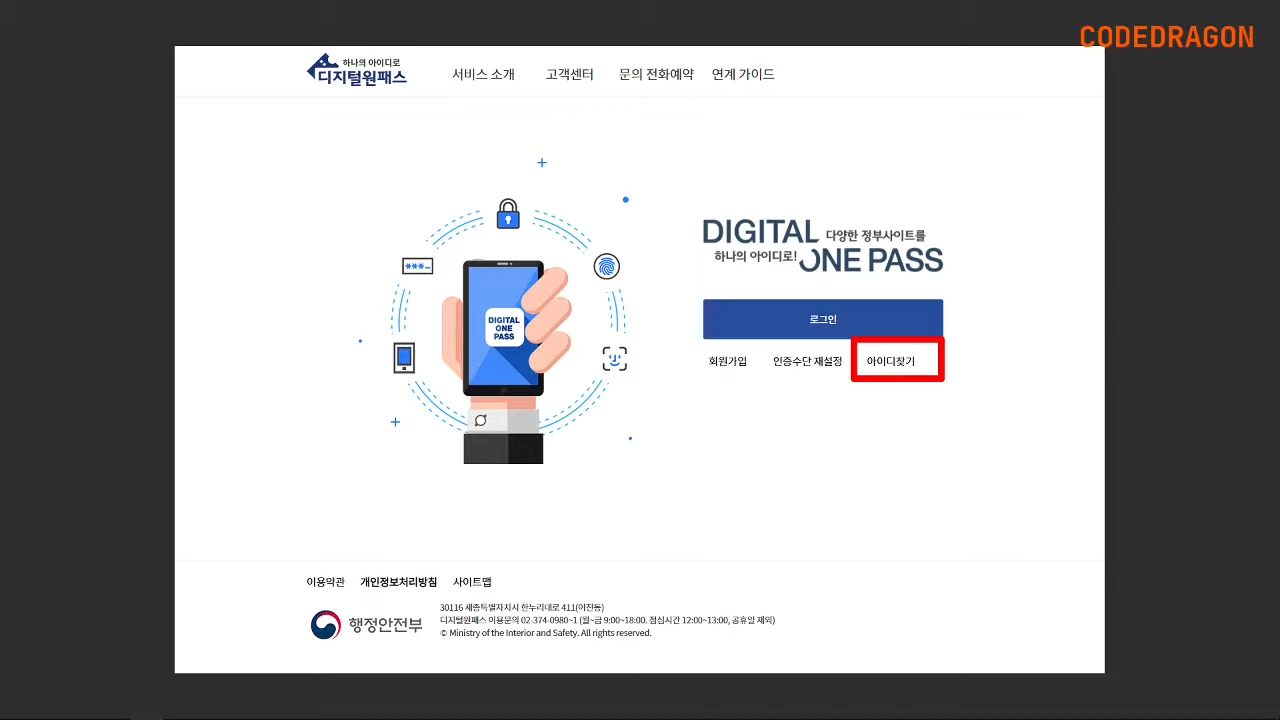 CODEDRAGON
하나의 아이디로
디지털원패스
서비스 소개 고객센터 문의 전화예약 연계 가이드
***_
DIGITAL
ONE
PASS
DIGITAL 다양한 정부사이트를
하나의 아이디로! ONE PASS
로그인
회원가입 인증수단 재설정 아이디찾기
이용약관 개인정보처리방침 사이트맵
행정안전부
30116 세종특별자치시 한누리대로 411(어진동)
디지털원패스 이용문의 02-374-0980~1 (월~금 9:00~18:00. 점심시간 12:00~13:00, 공휴일 제외)
© Ministry of the Interior and Safety. All rights reserved.